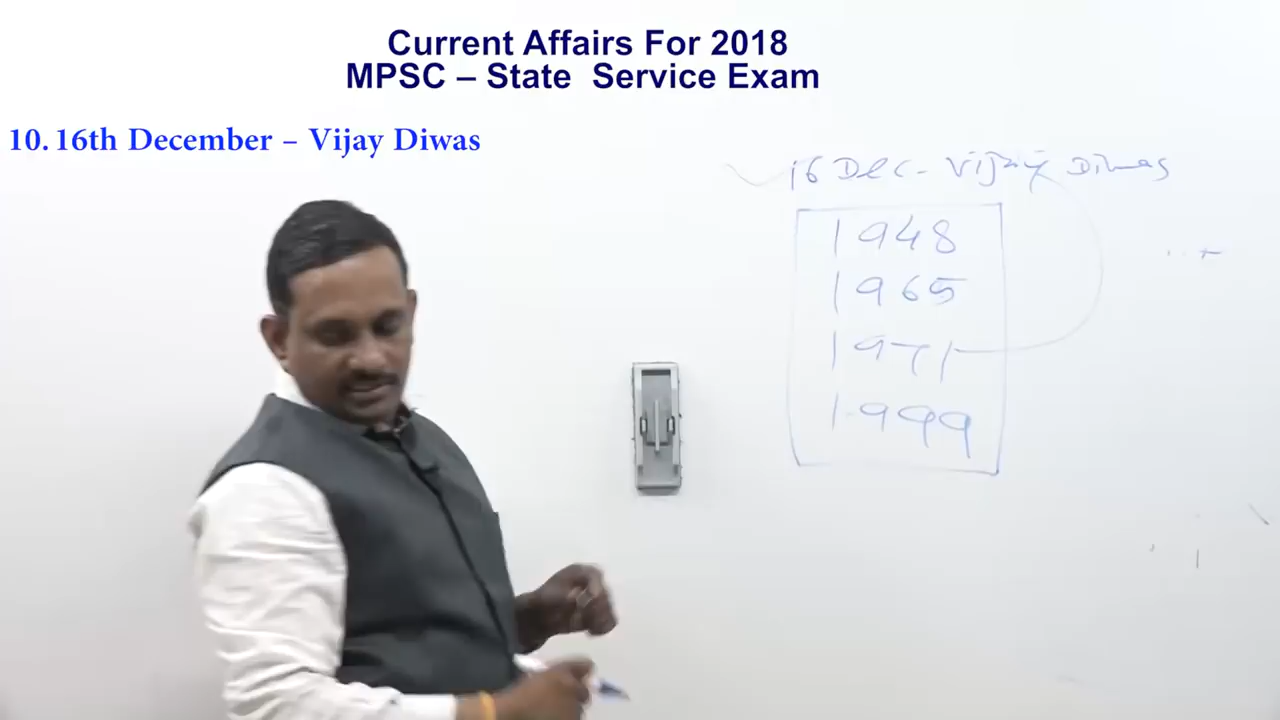 Current Affairs For 2018
MPSC – State Service Exam
10. 16th December – Vijay Diwas
16 Dec - Vijay Diwas
1948
1965
1971
1999